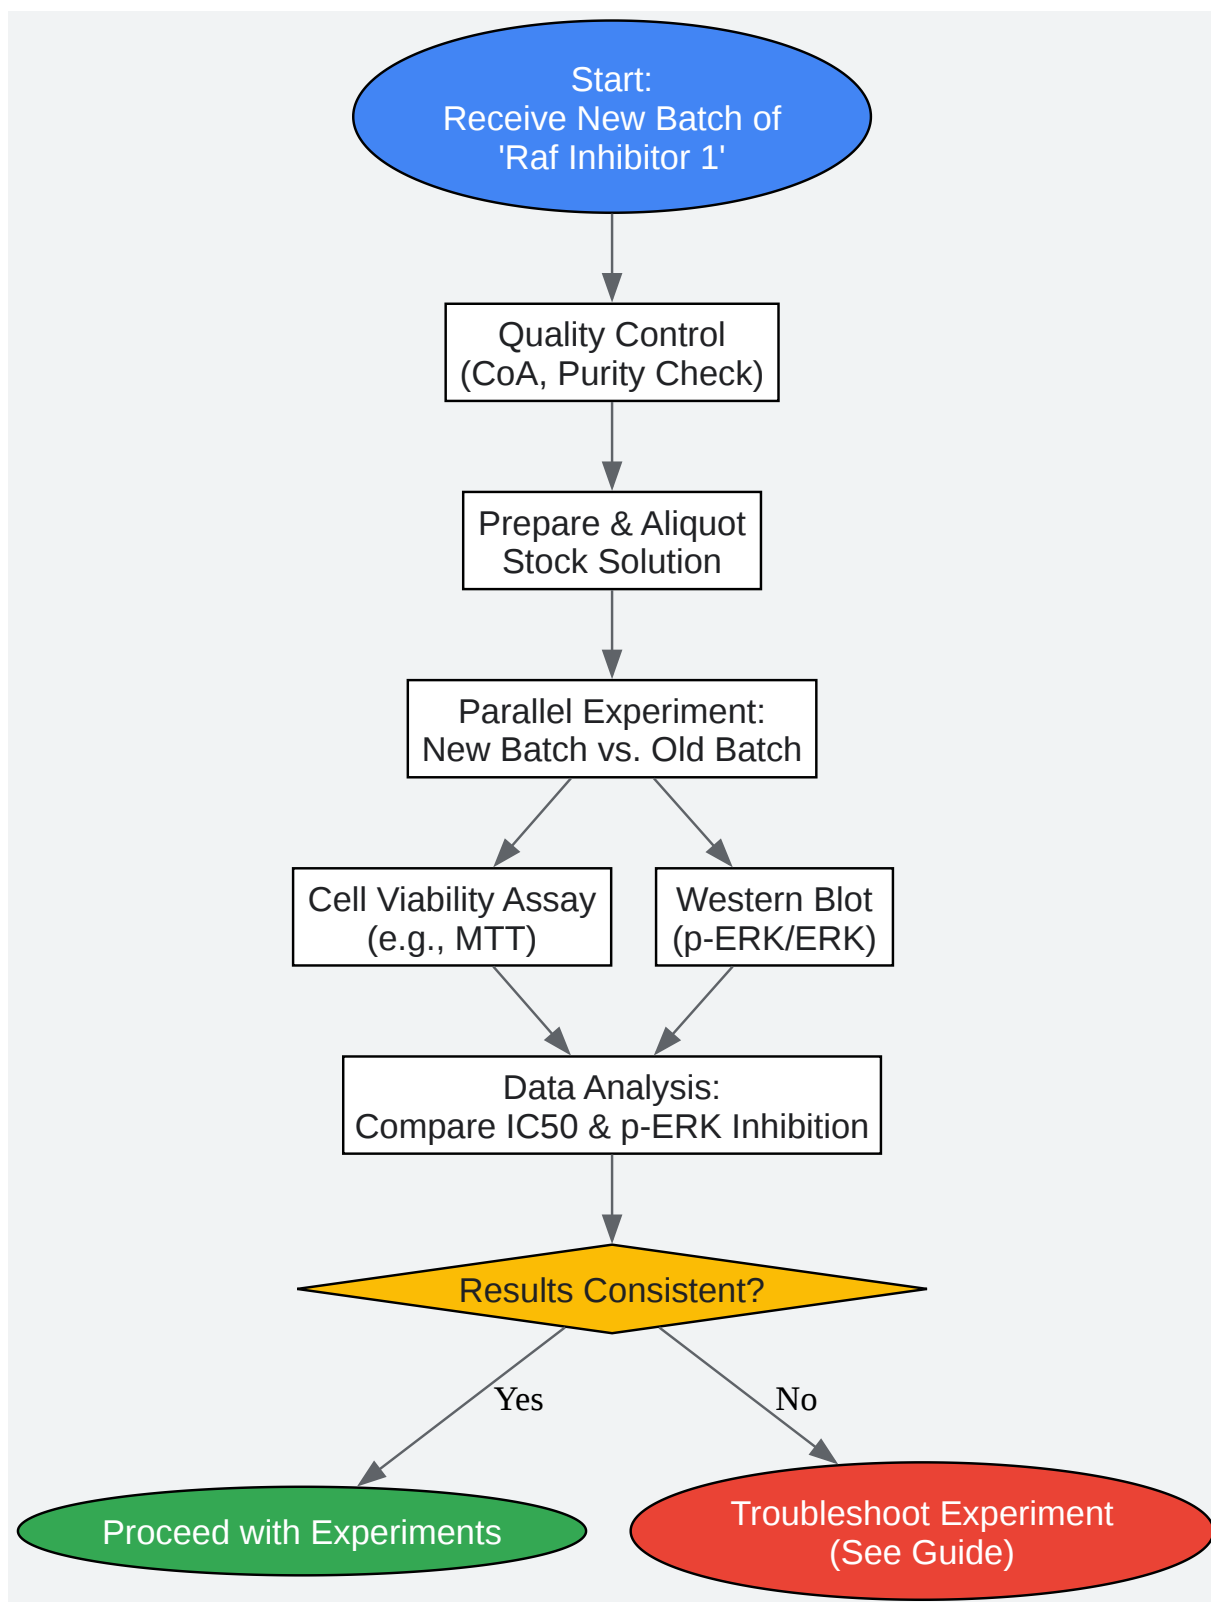 Start:
Receive New Batch of
'Raf Inhibitor 1'
Quality Control
(CoA, Purity Check)
Prepare & Aliquot
Stock Solution
Parallel Experiment:
New Batch vs. Old Batch
Cell Viability Assay
(e.g., MTT)
Western Blot
(p-ERK/ERK)
Data Analysis:
Compare IC50 & p-ERK Inhibition
Results Consistent?
Yes
No
Proceed with Experiments
Troubleshoot Experiment
(See Guide)